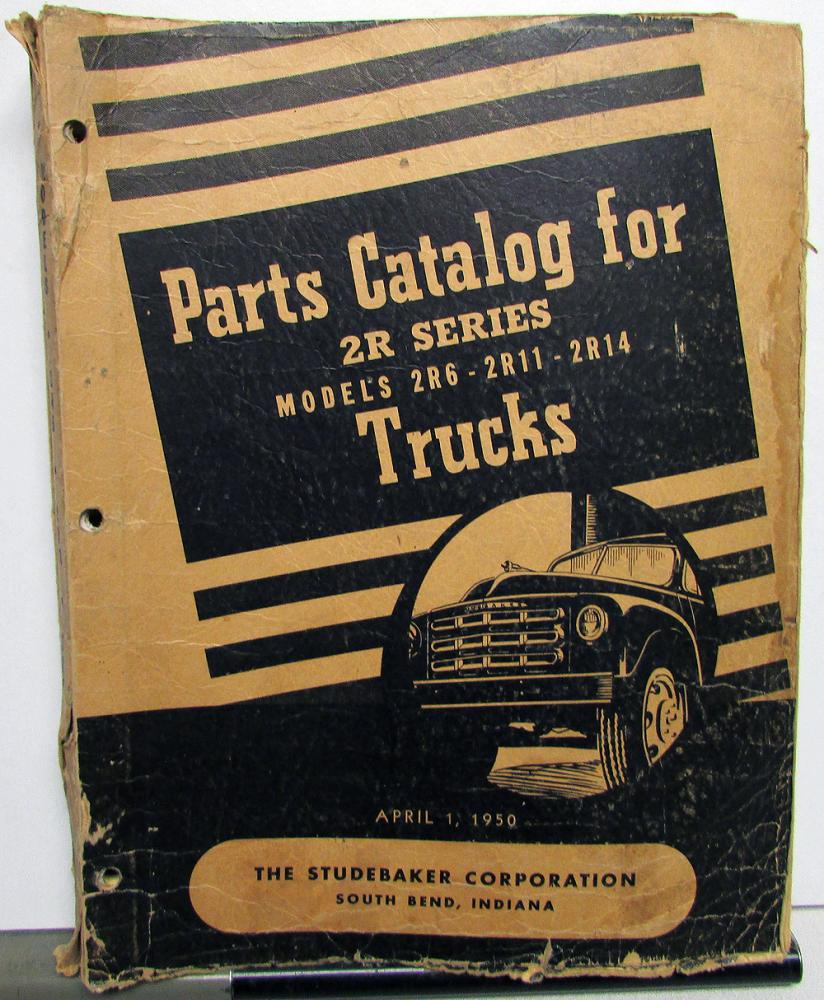 Parts Catalog for
2R SERIES
MODELS 2R6 - 2R11 - 2R14
Trucks
APRIL 1, 1950
THE STUDEBAKER CORPORATION
SOUTH BEND, INDIANA